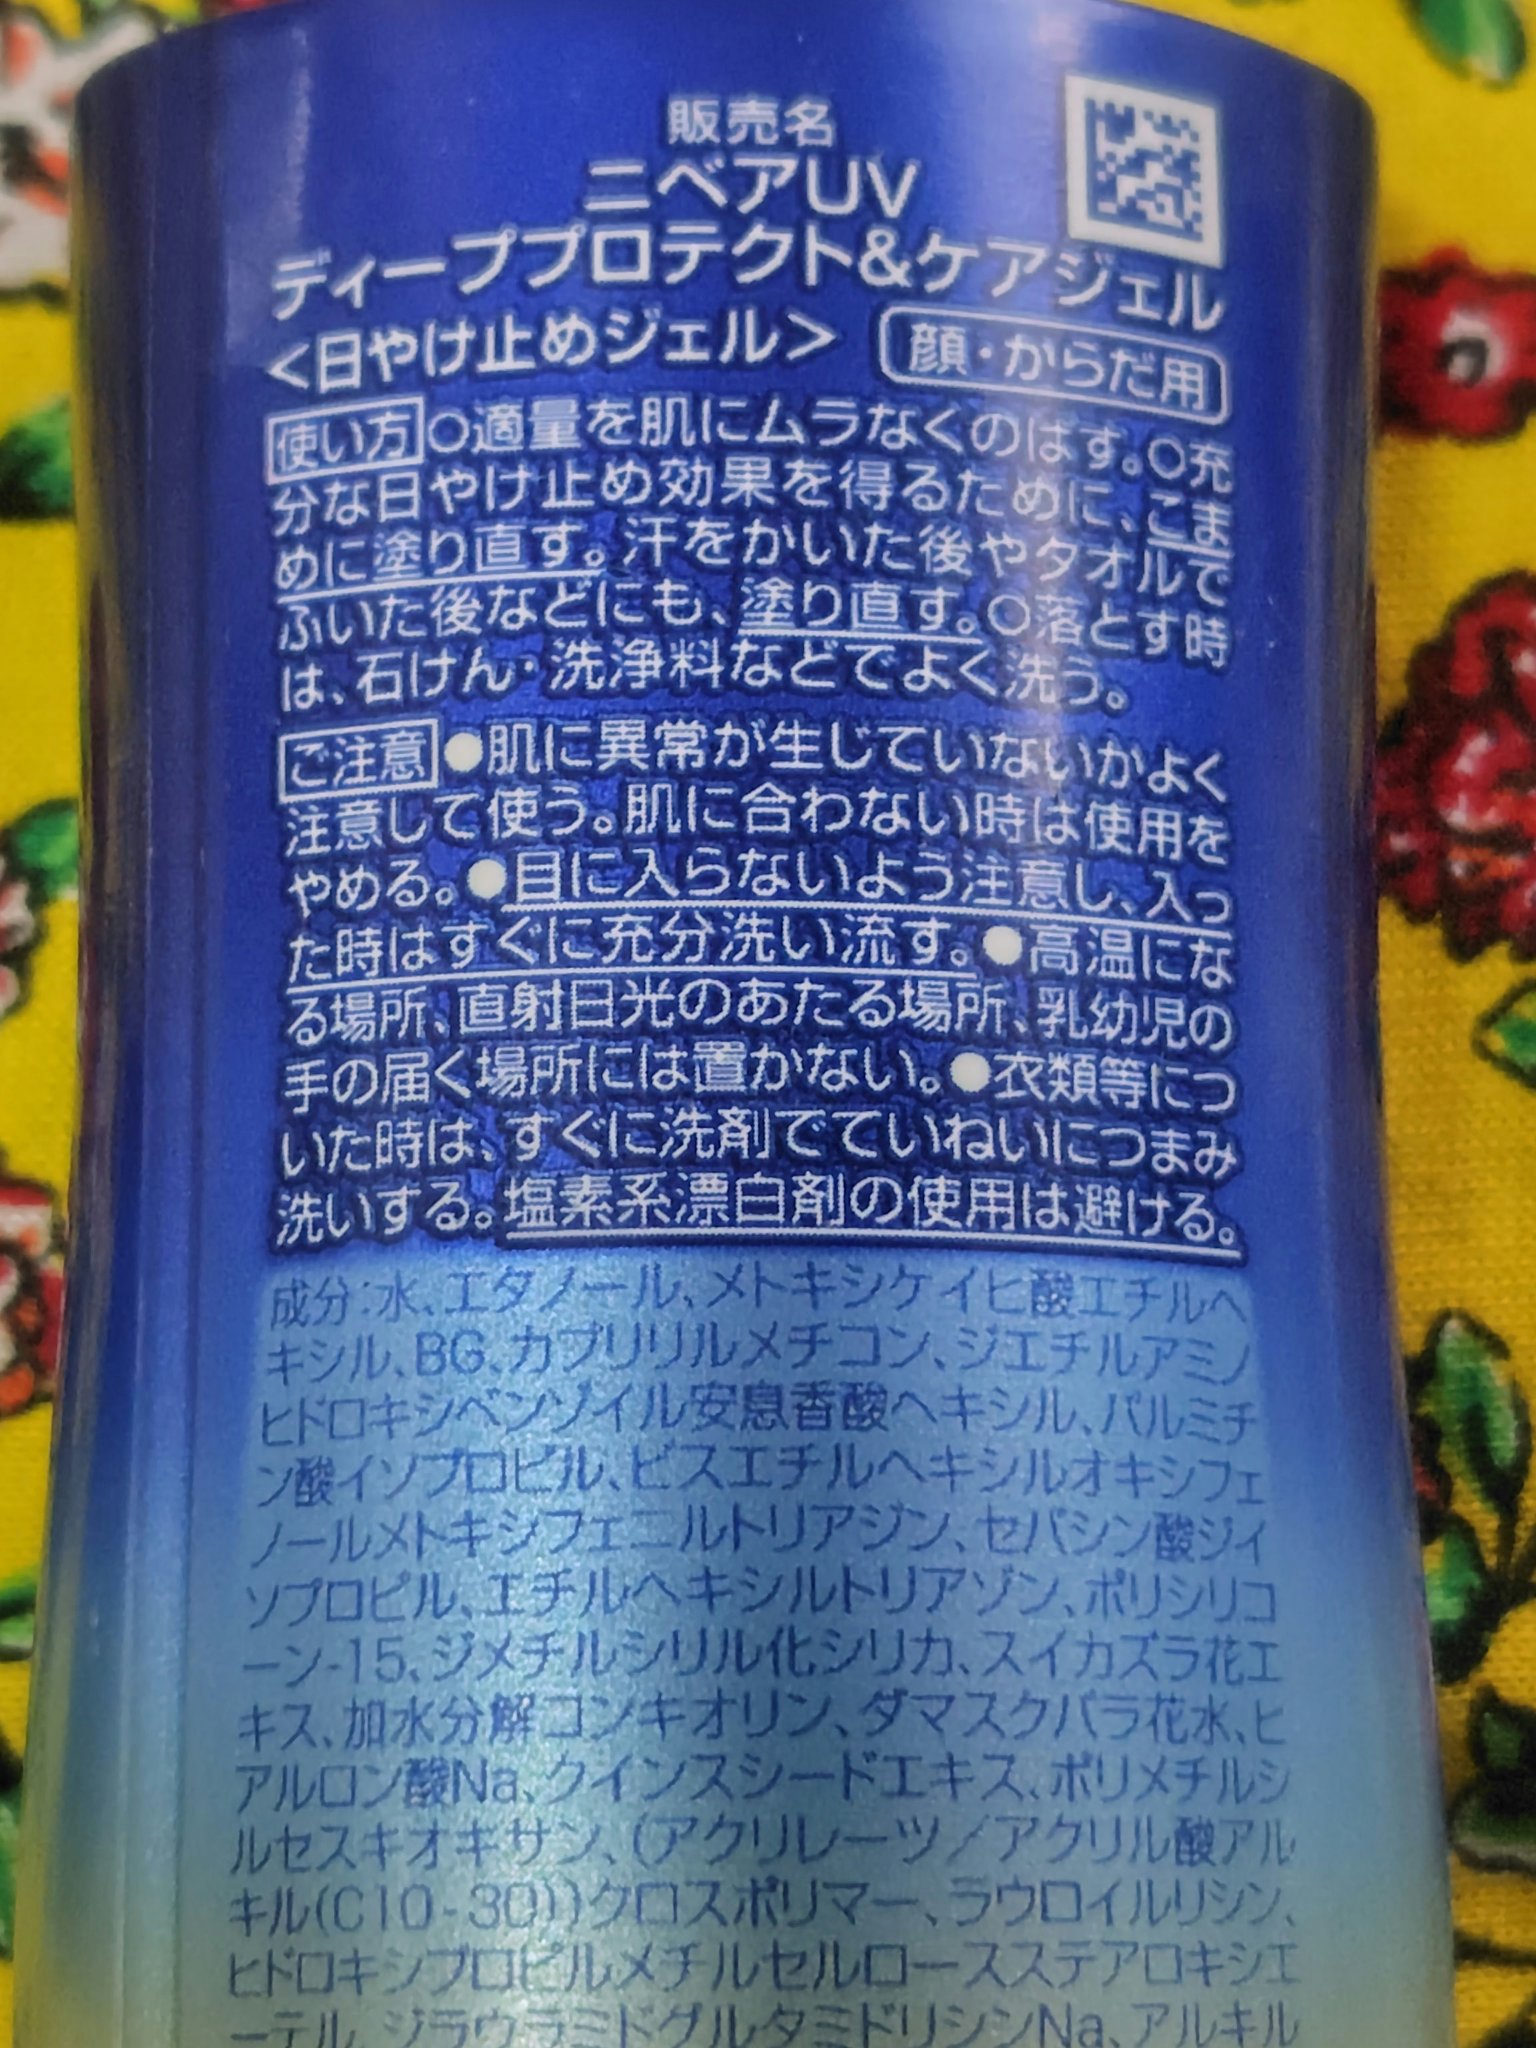 販売名
ニベアUV
ディーププロテクト&ケアジェル
<日やけ止めジェル> 顔・からだ用
使い方 ○適量を肌にムラなくのばす。○充
分な日やけ止め効果を得るために、こま
めに塗り直す。汗をかいた後やタオルで
ふいた後などにも、塗り直す。○落とす時
は、石けん・洗浄料などでよく洗う。
ご注意 ●肌に異常が生じていないかよく
注意して使う。肌に合わない時は使用を
やめる。●目に入らないよう注意し、入っ
た時はすぐに充分洗い流す。●高温にな
る場所、直射日光のあたる場所、乳幼児の
手の届く場所には置かない。●衣類等につ
いた時は、すぐに洗剤でていねいにつまみ
洗いする。塩素系漂白剤の使用は避ける。
成分:水、エタノール、メトキシケイヒ酸エチルヘ
キシル、BG、カプリリルメチコン、ジエチルアミノ
ヒドロキシベンゾイル安息香酸ヘキシル、パルミチ
ン酸イソプロピル、ビスエチルヘキシルオキシフェ
ノールメトキシフェニルトリアジン、セバシン酸ジイ
ソプロピル、エチルヘキシルトリアゾン、ポリシリコ
ーン-15、ジメチルシリル化シリカ、スイカズラ花エ
キス、加水分解コンキオリン、ダマスクバラ花水、ヒ
アルロン酸Na、クインスシードエキス、ポリメチルシ
ルセスキオキサン、(アクリレーツ/アクリル酸アル
キル(C10-30))クロスポリマー、ラウロイルリシン、
ヒドロキシプロピルメチルセルロースステアロキシエ
ーテル、ジラウラミドグルタミドリシンNa、アルキル